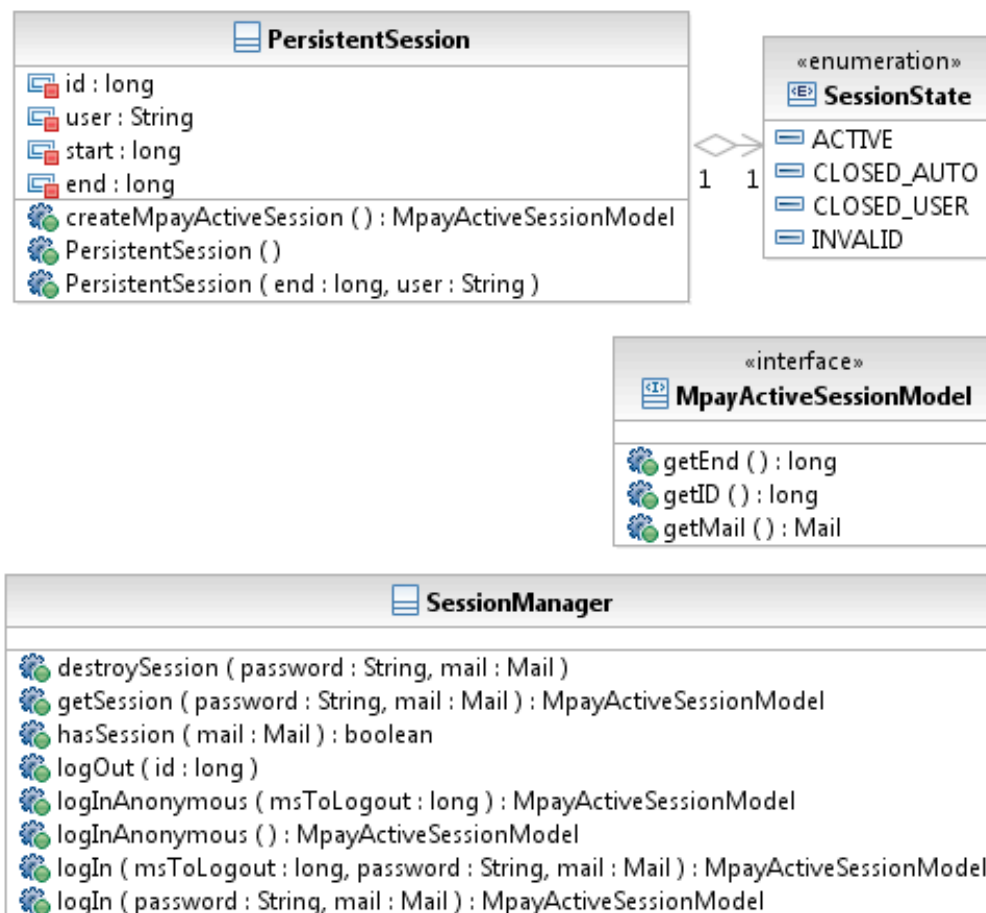 PersistentSession
id : long
user : String
start : long
end : long
createMpayActiveSession ( ) : MpayActiveSessionModel
PersistentSession ( )
PersistentSession ( end : long, user : String )
1 1
«enumeration»
SessionState
ACTIVE
CLOSED_AUTO
CLOSED_USER
INVALID
«interface»
MpayActiveSessionModel
getEnd ( ) : long
getID ( ) : long
getMail ( ) : Mail
SessionManager
destroySession ( password : String, mail : Mail )
getSession ( password : String, mail : Mail ) : MpayActiveSessionModel
hasSession ( mail : Mail ) : boolean
logOut ( id : long )
logInAnonymous ( msToLogout : long ) : MpayActiveSessionModel
logInAnonymous ( ) : MpayActiveSessionModel
logIn ( msToLogout : long, password : String, mail : Mail ) : MpayActiveSessionModel
logIn ( password : String, mail : Mail ) : MpayActiveSessionModel